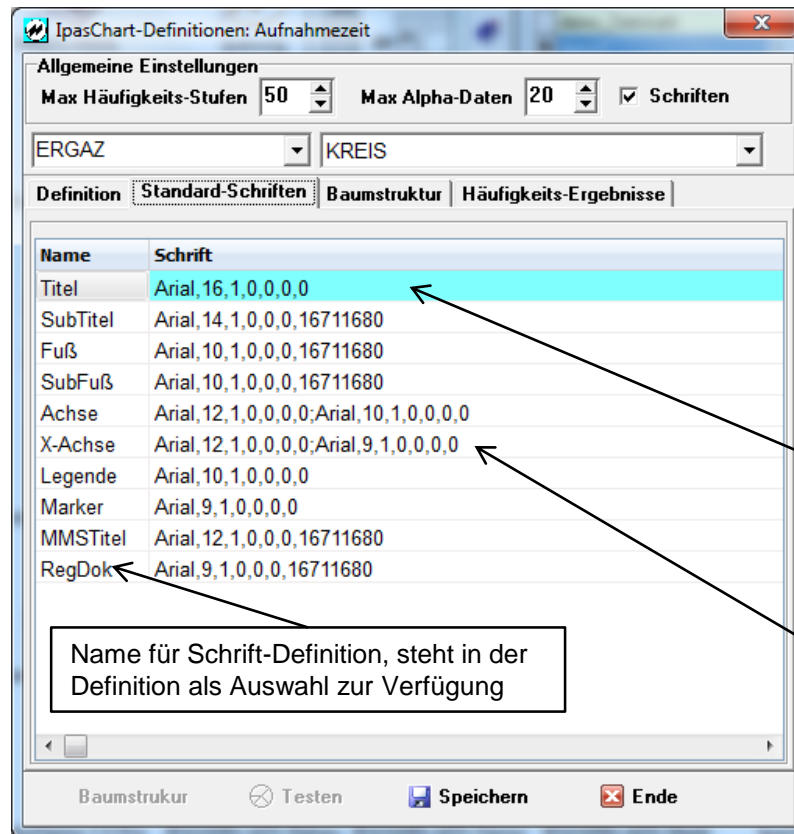 IpasChart-Definitionen: Aufnahmezeit
Allgemeine Einstellungen
Max Häufigkeits-Stufen 50 Max Alpha-Daten 20 Schriften
ERGAZ KREIS
Definition Standard-Schriften Baumstruktur Häufigkeits-Ergebnisse
Name Schrift
Titel Arial,16,1,0,0,0,0
SubTitel Arial,14,1,0,0,0,16711680
Fuß Arial,10,1,0,0,0,16711680
SubFuß Arial,10,1,0,0,0,16711680
Achse Arial,12,1,0,0,0,0;Arial,10,1,0,0,0,0
X-Achse Arial,12,1,0,0,0,0;Arial,9,1,0,0,0,0
Legende Arial,10,1,0,0,0,0
Marker Arial,9,1,0,0,0,0
MMSTitel Arial,12,1,0,0,0,16711680
RegDok Arial,9,1,0,0,0,16711680
Name für Schrift-Definition, steht in der
Definition als Auswahl zur Verfügung
Baumstrukur Testen Speichern Ende